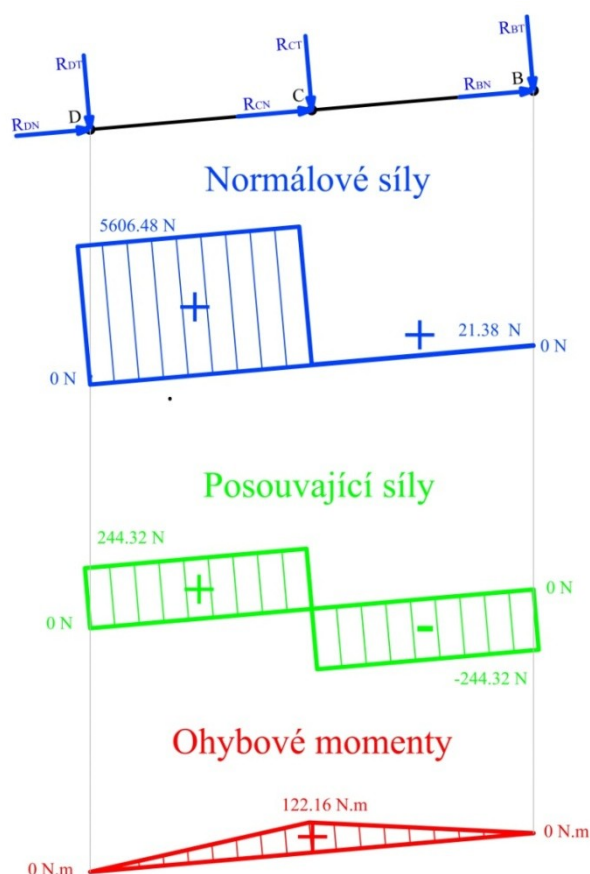 RBT
RCT
RDT
B
RBN
C
RCN
D
RDN
Normálové síly
5606.48 N
+
+
21.38 N
0 N
0 N
Posouvající síly
244.32 N
0 N
+
-
0 N
-244.32 N
Ohybové momenty
122.16 N.m
+
0 N.m
0 N.m